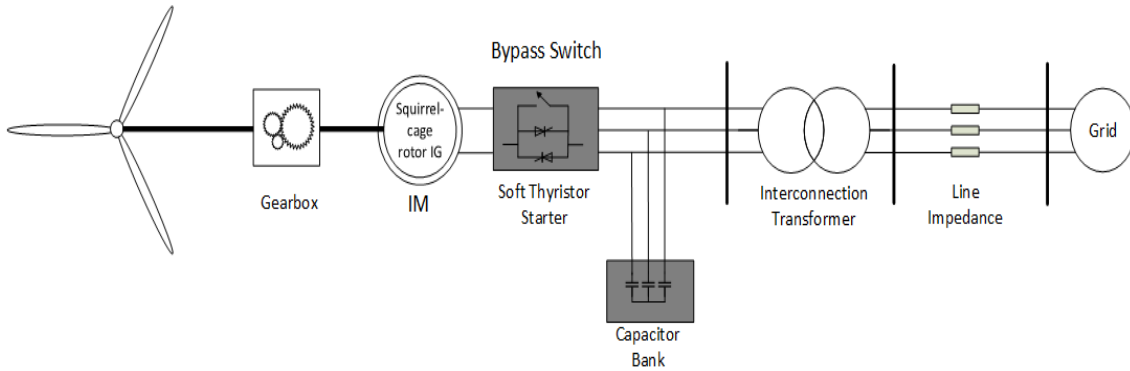 Bypass Switch
Squirrel-
cage
rotor IG
Grid
Gearbox
IM
Soft Thyristor
Starter
Interconnection
Transformer
Line
Impedance
Capacitor
Bank